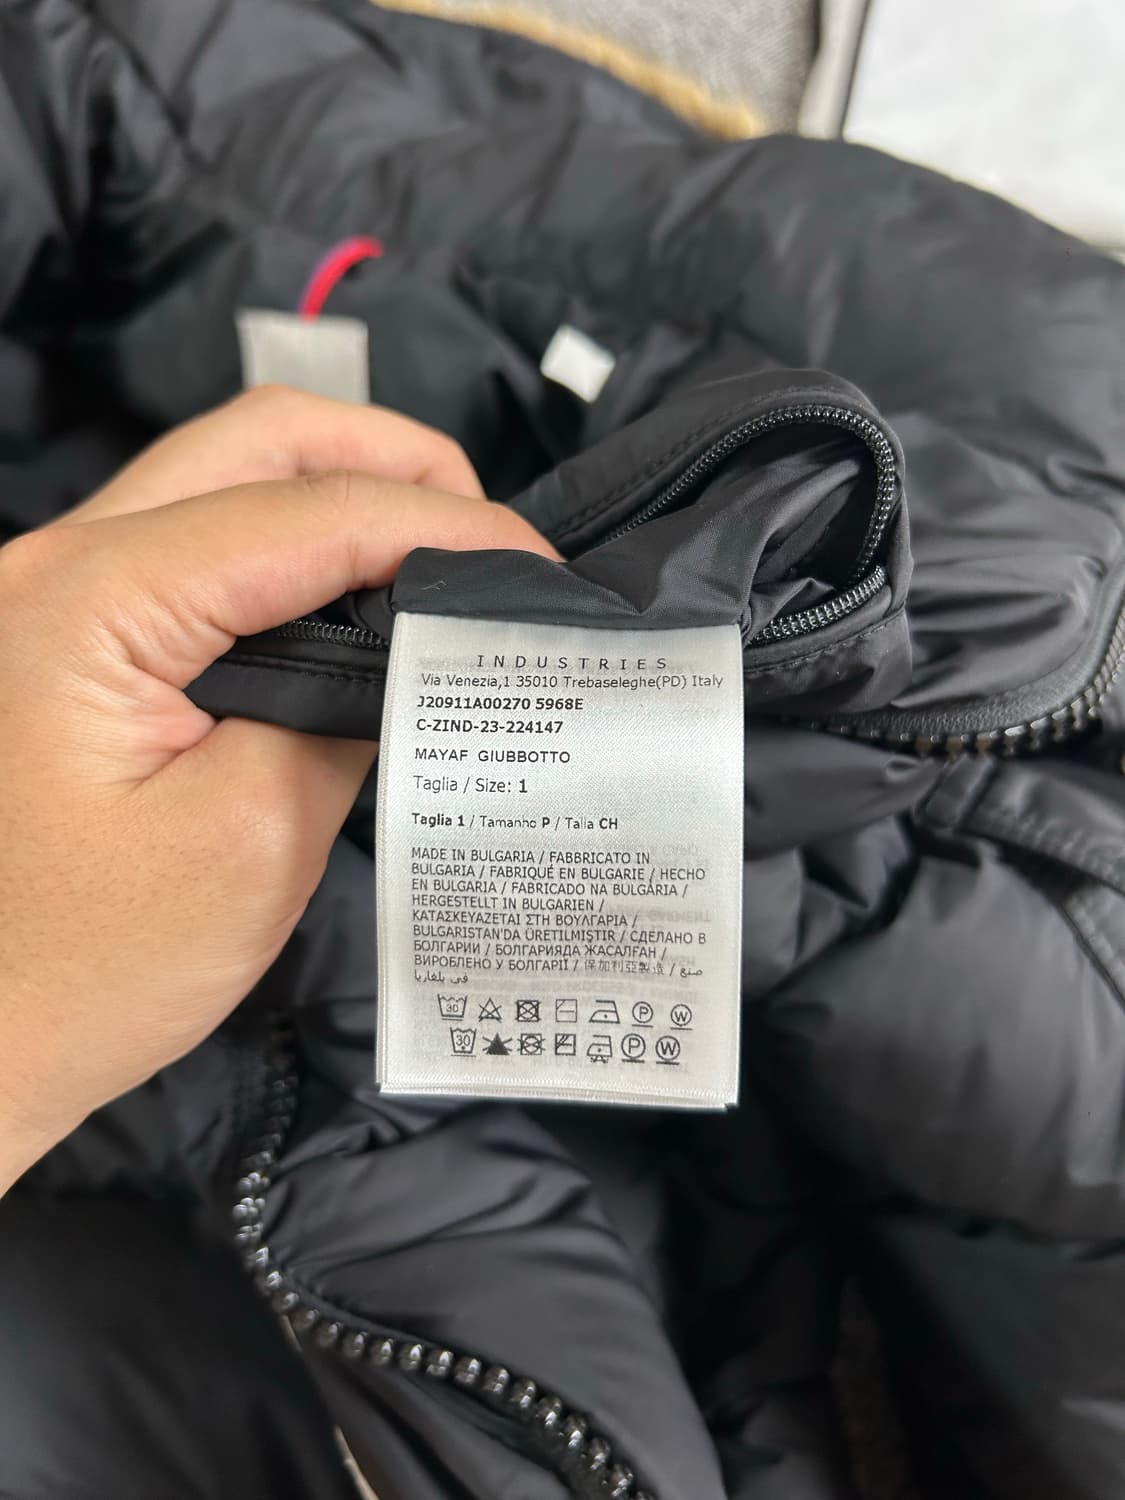 INDUSTRIES
Via Venezia,1 35010 Trebaseleghe(PD) Italy
J20911A00270 5968E
C-ZIND-23-224147
MAYAF GIUBBOTTO
Taglia / Size: 1
Taglia 1 / Tamanho P / Talla CH
MADE IN BULGARIA / FABBRICATO IN
BULGARIA / FABRIQUÉ EN BULGARIE / HECHO
EN BULGARIA / FABRICADO NA BULGÁRIA /
HERGESTELLT IN BULGARIEN /
ΚΑΤΑΣΚΕΥΑΖΕΤΑΙ ΣΤΗ ΒΟΥΛΓΑΡΙΑ /
BULGARISTAN'DA ÜRETILMIŞTIR / СДЕЛАНО В
БОЛГАРИИ / БОЛГАРИЯДА ЖАСАЛҒАН /
ВИРОБЛЕНО У БОЛГАРІЇ / 保加利亞製造 / صنع
في بلغاريا
30 P W
30 P W